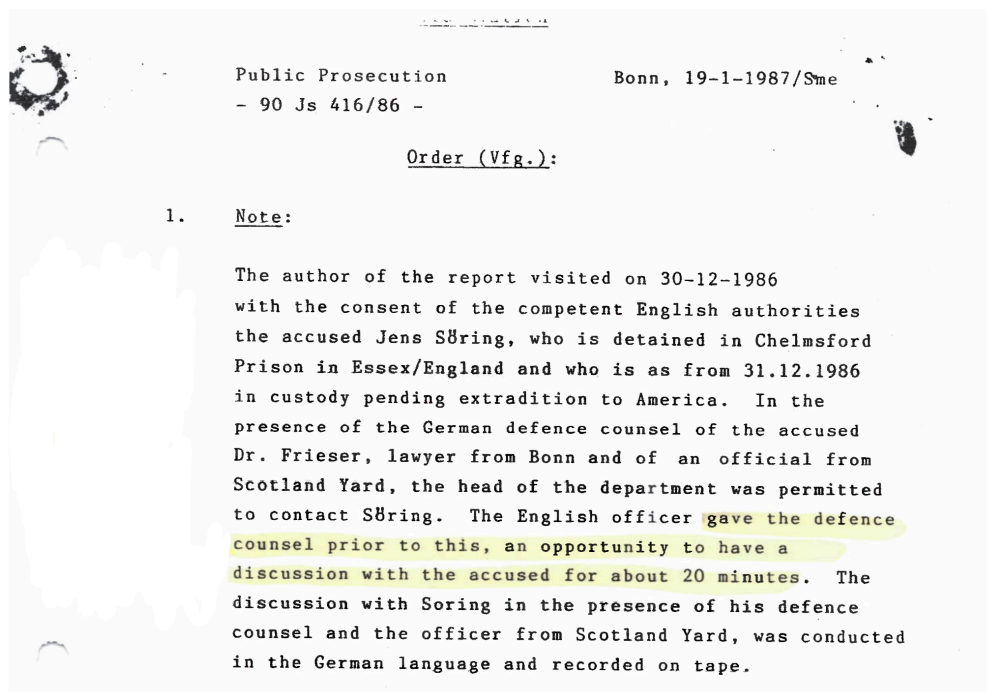 Public Prosecution Bonn, 19-1-1987/Sme
- 90 Js 416/86 -
Order (Vfg.):
1. Note:
The author of the report visited on 30-12-1986
with the consent of the competent English authorities
the accused Jens Söring, who is detained in Chelmsford
Prison in Essex/England and who is as from 31.12.1986
in custody pending extradition to America. In the
presence of the German defence counsel of the accused
Dr. Frieser, lawyer from Bonn and of an official from
Scotland Yard, the head of the department was permitted
to contact Söring. The English officer gave the defence
counsel prior to this, an opportunity to have a
discussion with the accused for about 20 minutes. The
discussion with Soring in the presence of his defence
counsel and the officer from Scotland Yard, was conducted
in the German language and recorded on tape.